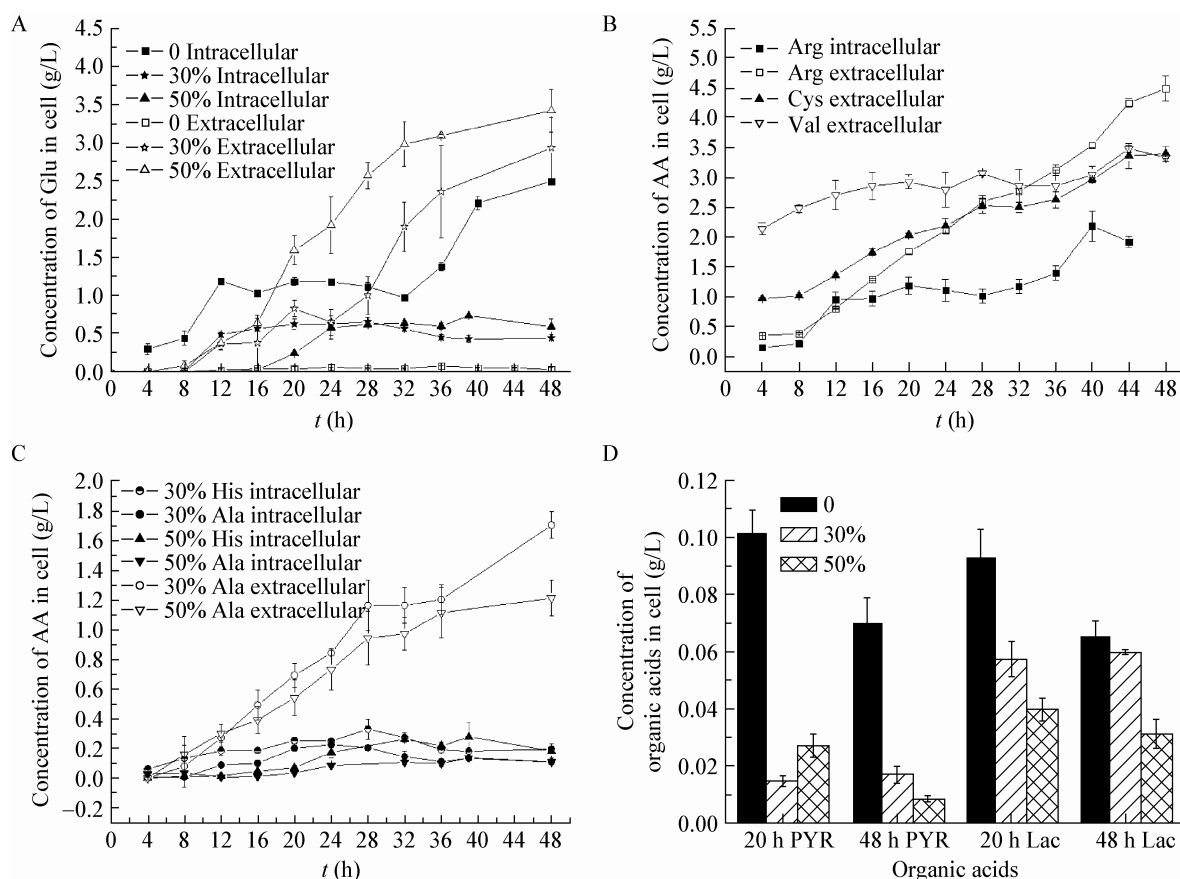 A
Concentration of Glu in cell (g/L)
4.5
4.0
3.5
3.0
2.5
2.0
1.5
1.0
0.5
0.0
0 Intracellular
30% Intracellular
50% Intracellular
0 Extracellular
30% Extracellular
50% Extracellular
0 4 8 12 16 20 24 28 32 36 40 44 48
t (h)
B
Concentration of AA in cell (g/L)
5.5
5.0
4.5
4.0
3.5
3.0
2.5
2.0
1.5
1.0
0.5
0.0
Arg intracellular
Arg extracellular
Cys extracellular
Val extracellular
0 4 8 12 16 20 24 28 32 36 40 44 48
t (h)
C
Concentration of AA in cell (g/L)
2.0
1.8
1.6
1.4
1.2
1.0
0.8
0.6
0.4
0.2
0.0
–0.2
30% His intracellular
30% Ala intracellular
50% His intracellular
50% Ala intracellular
30% Ala extracellular
50% Ala extracellular
0 4 8 12 16 20 24 28 32 36 40 44 48
t (h)
D
Concentration of
organic acids in cell (g/L)
0.12
0.10
0.08
0.06
0.04
0.02
0.00
0
30%
50%
20 h PYR 48 h PYR 20 h Lac 48 h Lac
Organic acids